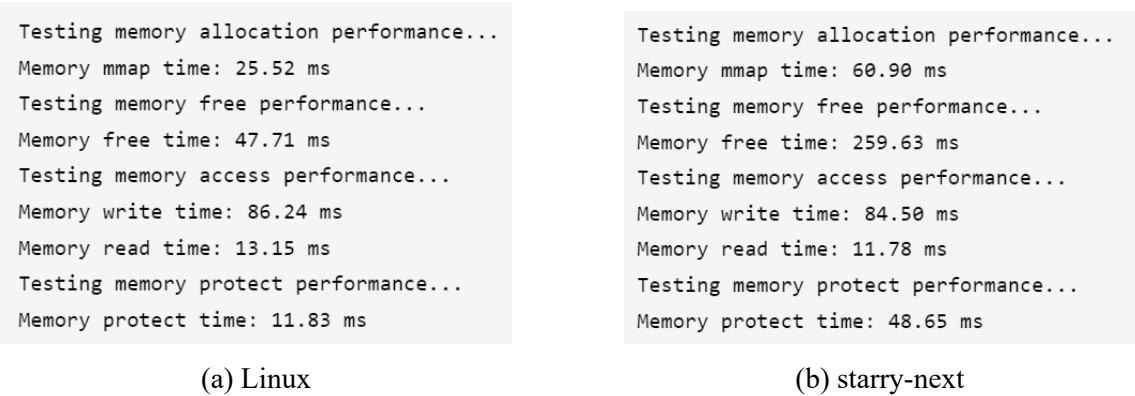 Testing memory allocation performance...
Memory mmap time: 25.52 ms
Testing memory free performance...
Memory free time: 47.71 ms
Testing memory access performance...
Memory write time: 86.24 ms
Memory read time: 13.15 ms
Testing memory protect performance...
Memory protect time: 11.83 ms
(a) Linux
Testing memory allocation performance...
Memory mmap time: 60.90 ms
Testing memory free performance...
Memory free time: 259.63 ms
Testing memory access performance...
Memory write time: 84.50 ms
Memory read time: 11.78 ms
Testing memory protect performance...
Memory protect time: 48.65 ms
(b) starry-next